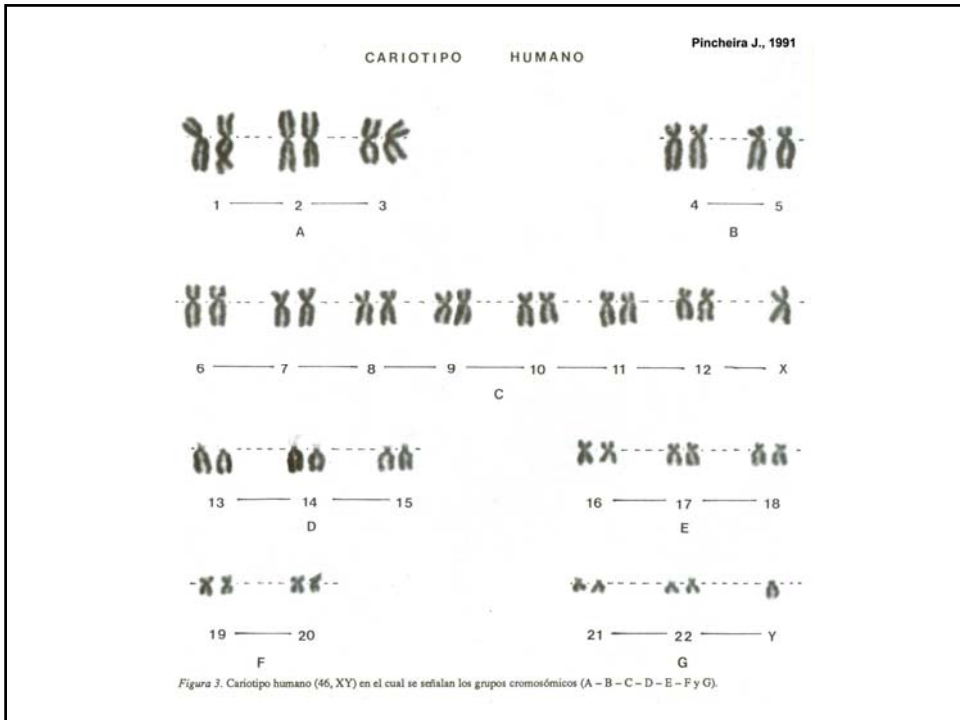 Pincheira J., 1991
CARIOTIPO HUMANO
1 2 3
A
4 5
B
6 7 8 9 10 11 12 X
C
13 14 15
D
16 17 18
E
19 20
F
21 22 Y
G
Figura 3. Cariotipo humano (46, XY) en el cual se señalan los grupos cromosómicos (A – B – C – D – E – F y G).